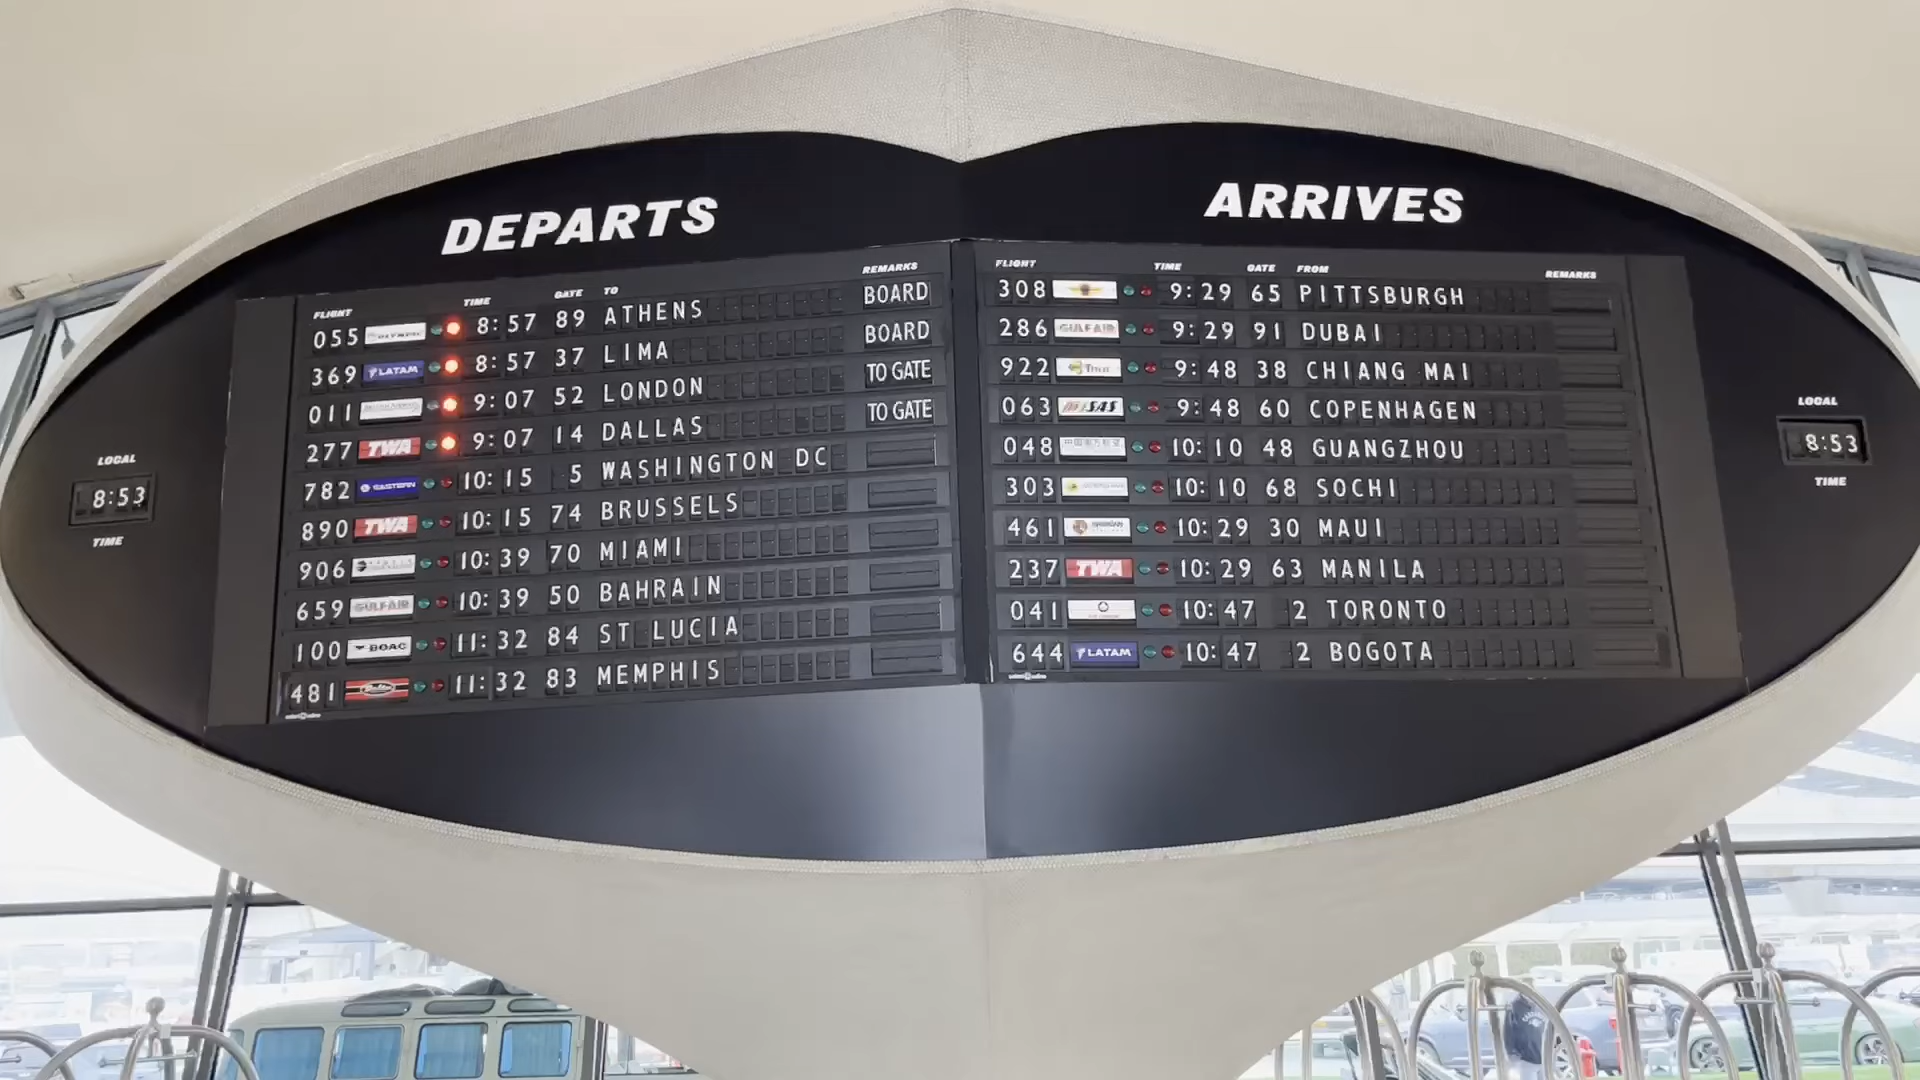 DEPARTS
FLIGHT TIME GATE TO REMARKS
055 OLYMPIC 8:57 89 ATHENS BOARD
369 LATAM 8:57 37 LIMA BOARD
011 9:07 52 LONDON TO GATE
277 TWA 9:07 14 DALLAS TO GATE
782 EASTERN 10:15 5 WASHINGTON DC
890 TWA 10:15 74 BRUSSELS
906 10:39 70 MIAMI
659 GULF AIR 10:39 50 BAHRAIN
100 BOAC 11:32 84 ST LUCIA
481 11:32 83 MEMPHIS
LOCAL
8:53
TIME
ARRIVES
FLIGHT TIME GATE FROM REMARKS
308 9:29 65 PITTSBURGH
286 GULF AIR 9:29 91 DUBAI
922 THAI 9:48 38 CHIANG MAI
063 SAS 9:48 60 COPENHAGEN
048 10:10 48 GUANGZHOU
303 10:10 68 SOCHI
461 10:29 30 MAUI
237 TWA 10:29 63 MANILA
041 10:47 2 TORONTO
644 LATAM 10:47 2 BOGOTA
LOCAL
8:53
TIME